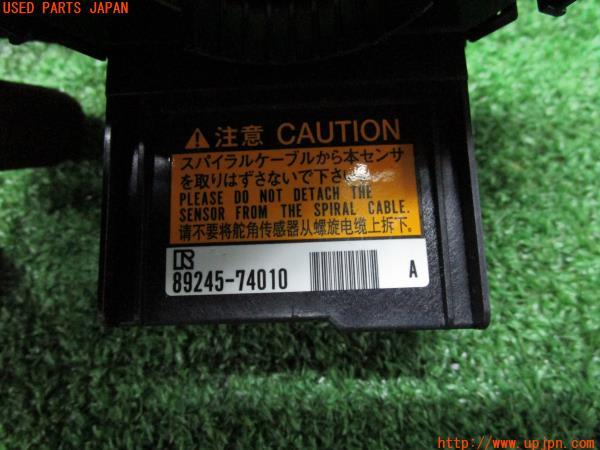 USED PARTS JAPAN
注意 CAUTION
スパイラルケーブルから本センサ
を取りはずさないで下さい。
PLEASE DO NOT DETACH THE
SENSOR FROM THE SPIRAL CABLE.
请不要将舵角传感器从螺旋电缆上拆下。
89245-74010 A
http://www.upjpn.com/